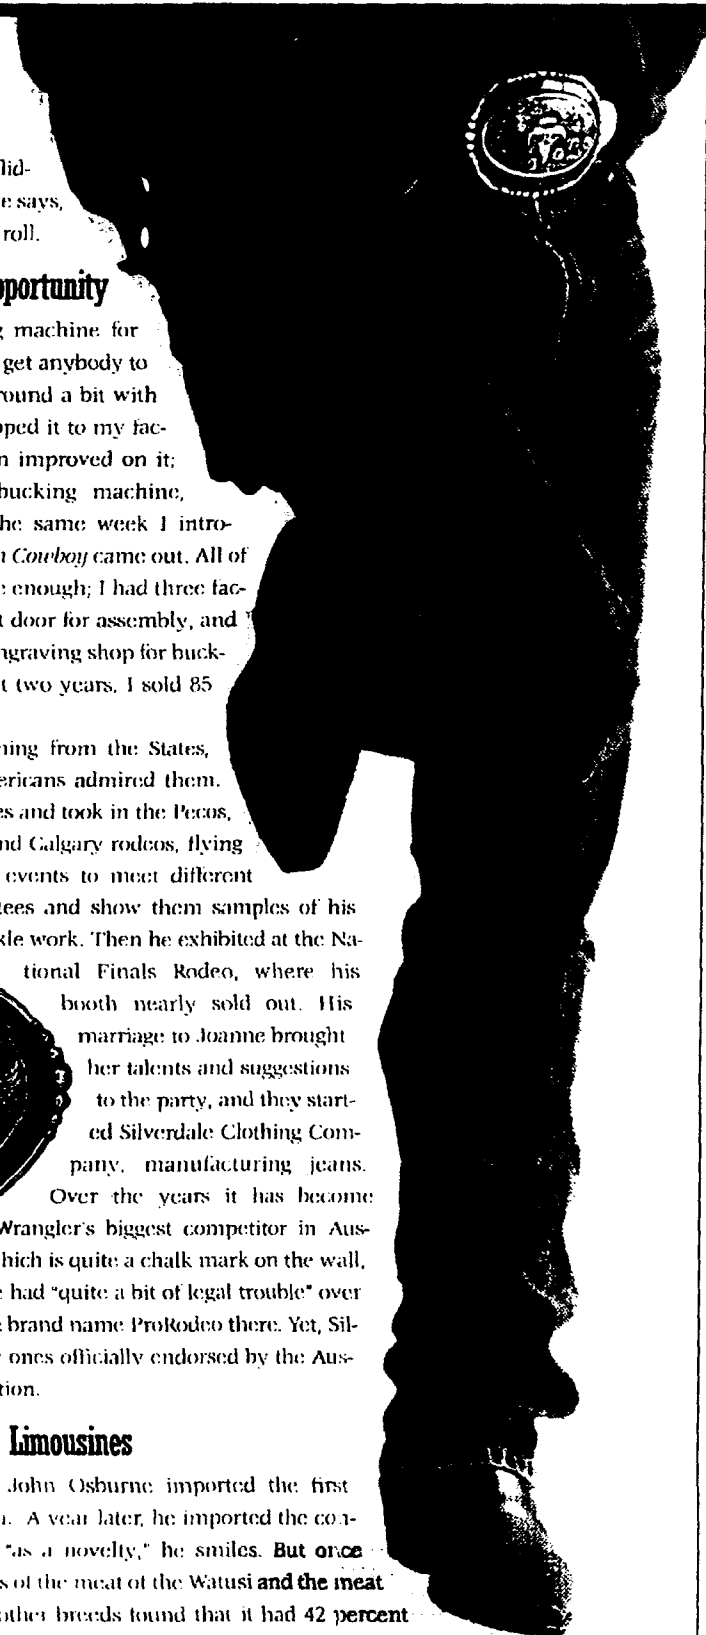 lid-
e says,
roll.
portunity
g machine for
get anybody to
round a bit with
pped it to my fac-
n improved on it;
bucking machine,
he same week I intro-
n Cowboy came out. All of
e enough; I had three fac-
t door for assembly, and
ngraving shop for buck-
t two years, I sold 85
ning from the States,
ericans admired them.
es and took in the Pecos,
nd Calgary rodeos, flying
events to meet different
tees and show them samples of his
kle work. Then he exhibited at the Na-
tional Finals Rodeo, where his
booth nearly sold out. His
marriage to Joanne brought
her talents and suggestions
to the party, and they start-
ed Silverdale Clothing Com-
pany, manufacturing jeans.
Over the years it has become
Wrangler's biggest competitor in Aus-
hich is quite a chalk mark on the wall,
e had "quite a bit of legal trouble" over
brand name ProRodeo there. Yet, Sil-
ones officially endorsed by the Aus-
tion.
Limousines
John Osburne imported the first
. A year later, he imported the con-
"as a novelty," he smiles. But once
s of the meat of the Watusi and the meat
other breeds found that it had 42 percent